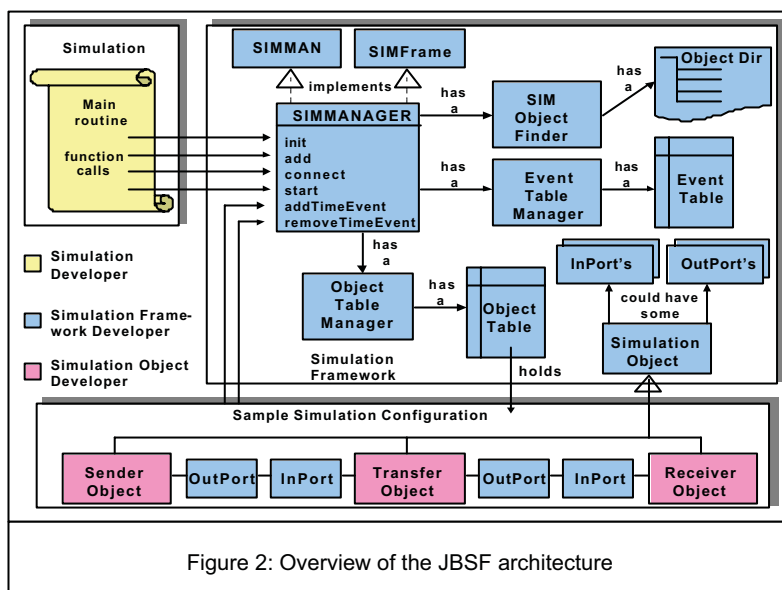 Simulation
Main
routine
function
calls
Simulation
Developer
Simulation Frame-
work Developer
Simulation Object
Developer
SIMMAN
SIMFrame
implements
SIMMANAGER
init
add
connect
start
addTimeEvent
removeTimeEvent
has
a
SIM
Object
Finder
has
a
Object Dir
has
a
Event
Table
Manager
has
a
Event
Table
has
a
Object
Table
Manager
has
a
Object
Table
holds
Simulation
Framework
InPort's
OutPort's
could have
some
Simulation
Object
Sample Simulation Configuration
Sender
Object
OutPort
InPort
Transfer
Object
OutPort
InPort
Receiver
Object
Figure 2: Overview of the JBSF architecture